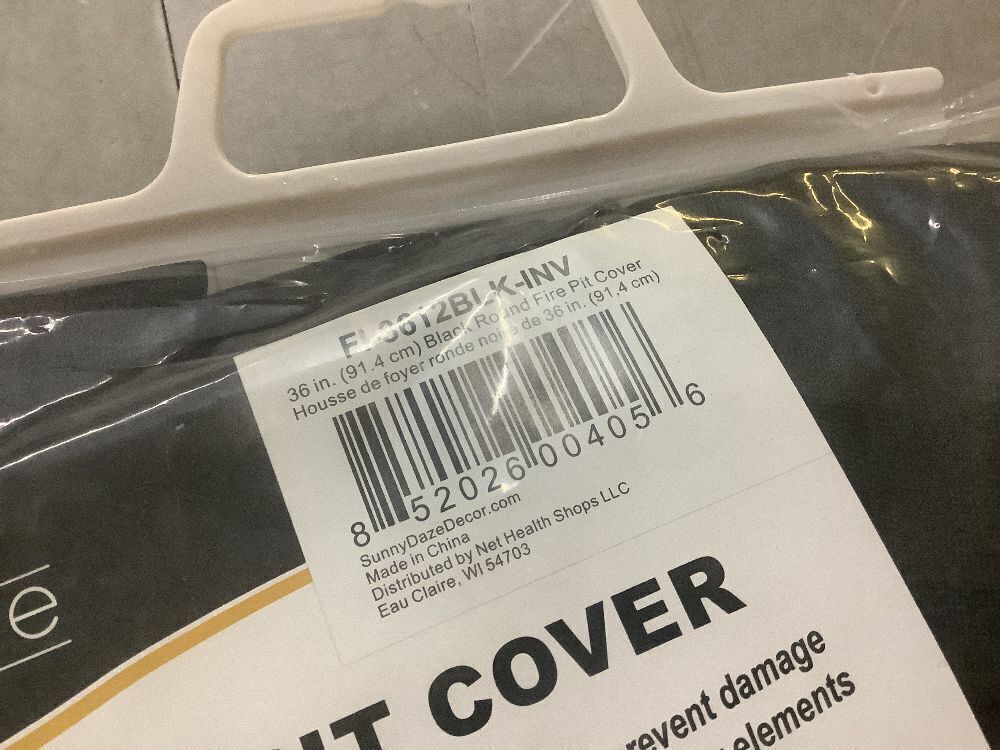 FI-3612BLK-INV
36 in. (91.4 cm) Black Round Fire Pit Cover
Housse de foyer ronde noire de 36 in. (91,4 cm)
8 52026 00405 6
SunnyDazeDecor.com
Made in China
Distributed by Net Health Shops LLC
Eau Claire, WI 54703
e
NT COVER
revent damage
elements